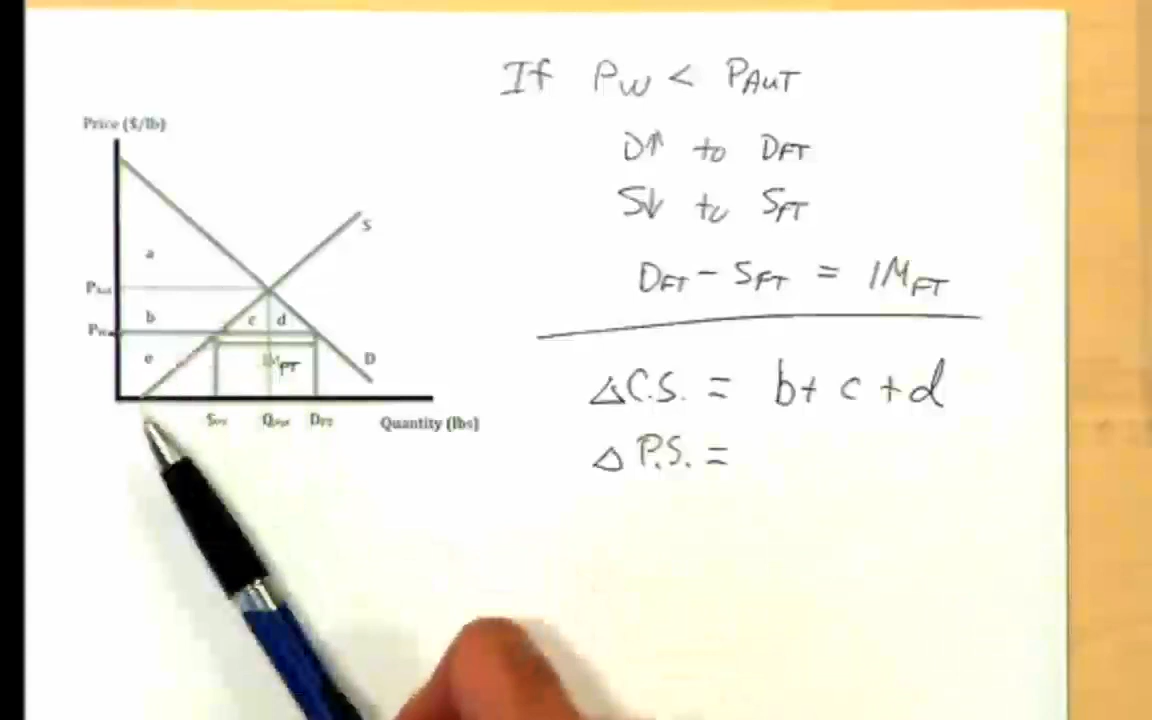 If PW < PAUT
D↑ to DFT
S↓ to SFT
DFT - SFT = IMFT
ΔC.S. = b + c + d
Δ P.S. =
Price ($/lb)
S
a
PAut
b
c
d
PW
e
IMFT
D
SFT
QAut
DFT
Quantity (lbs)